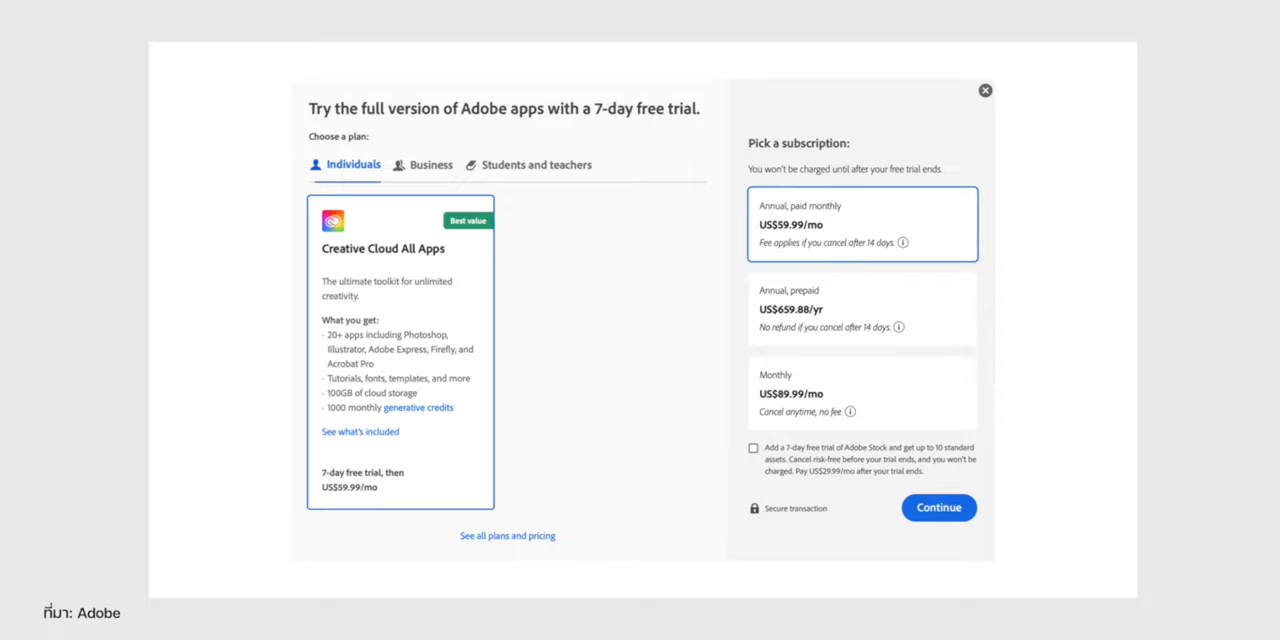 Try the full version of Adobe apps with a 7-day free trial.
Choose a plan:
Individuals
Business
Students and teachers
Best value
Creative Cloud All Apps
The ultimate toolkit for unlimited
creativity.
What you get:
· 20+ apps including Photoshop,
Illustrator, Adobe Express, Firefly, and
Acrobat Pro
· Tutorials, fonts, templates, and more
· 100GB of cloud storage
· 1000 monthly generative credits
See what's included
7-day free trial, then
US$59.99/mo
See all plans and pricing
Pick a subscription:
You won't be charged until after your free trial ends.
Annual, paid monthly
US$59.99/mo
Fee applies if you cancel after 14 days.
Annual, prepaid
US$659.88/yr
No refund if you cancel after 14 days.
Monthly
US$89.99/mo
Cancel anytime, no fee.
Add a 7-day free trial of Adobe Stock and get up to 10 standard
assets. Cancel risk-free before your trial ends, and you won't be
charged. Pay US$29.99/mo after your trial ends.
Secure transaction
Continue
ที่มา: Adobe